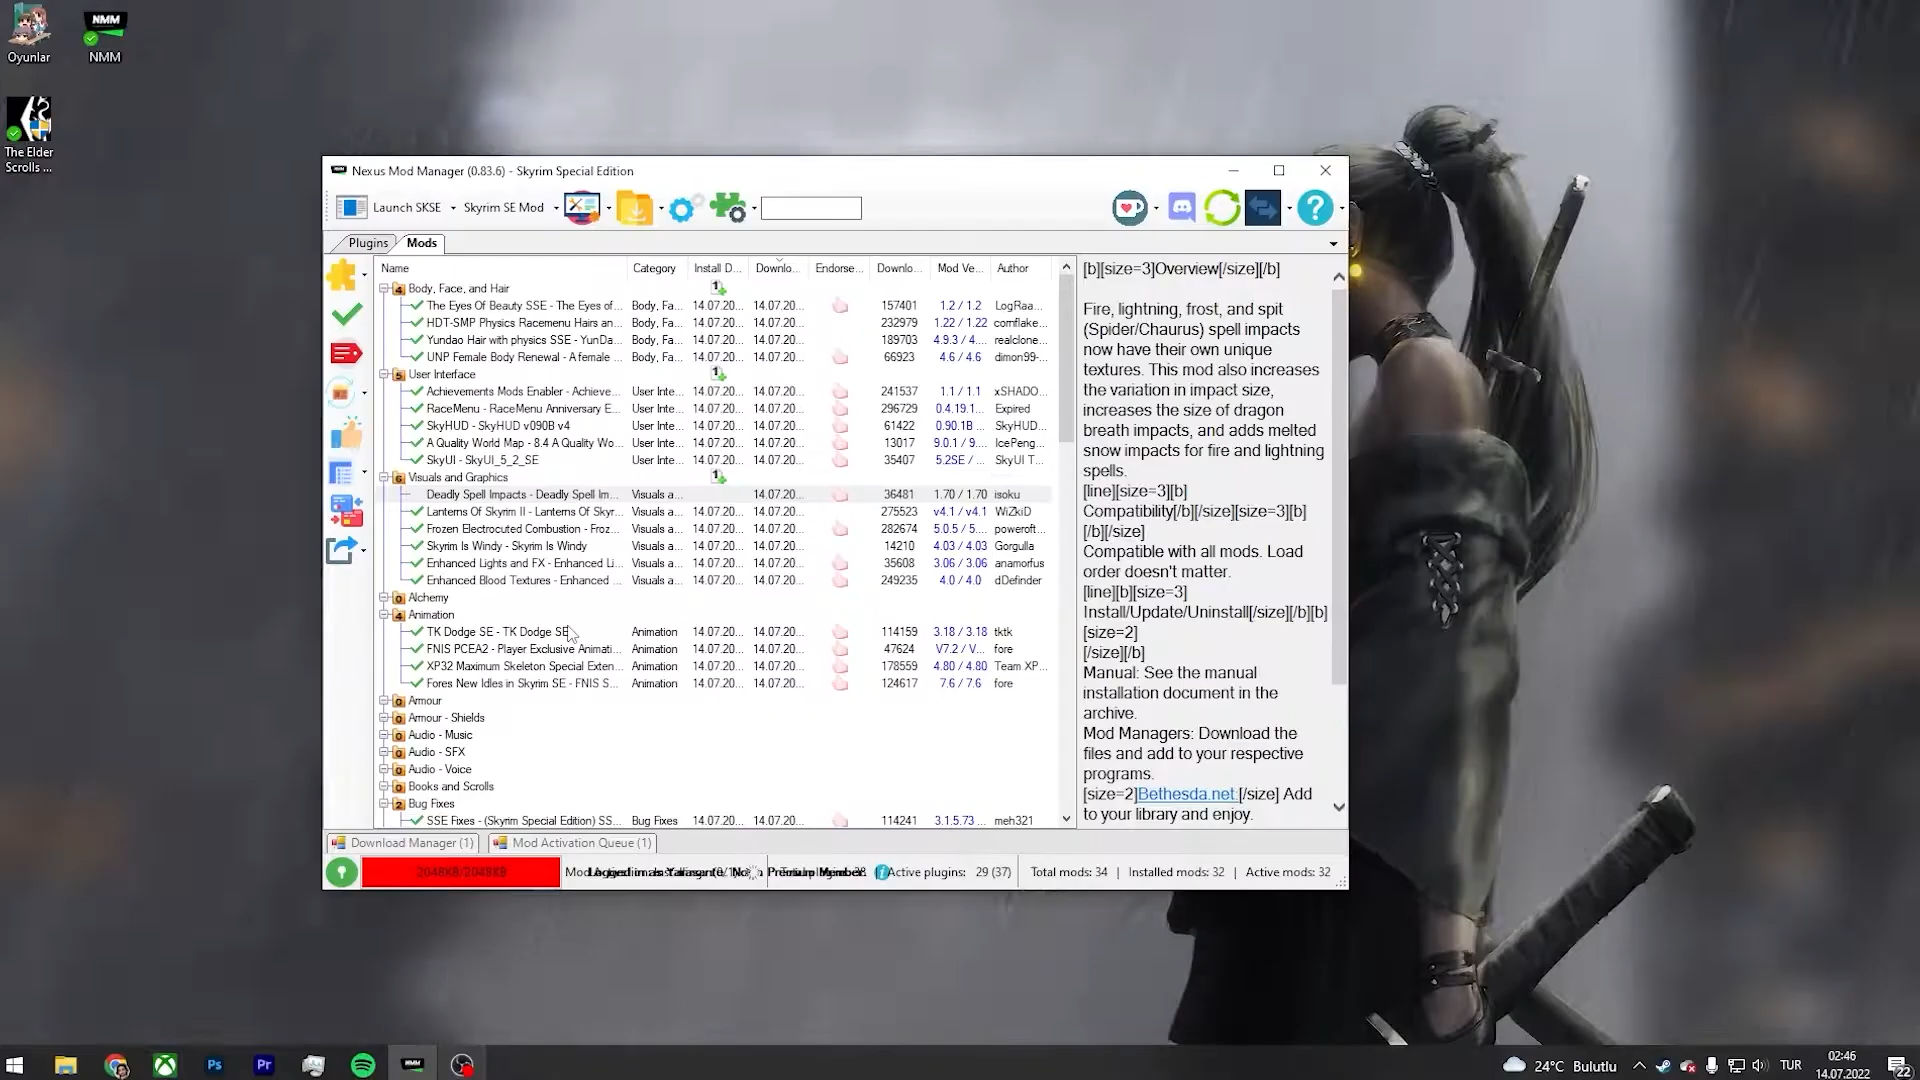 Oyunlar
NMM
NMM
The Elder
Scrolls ...
Nexus Mod Manager (0.83.6) - Skyrim Special Edition
Launch SKSE
Skyrim SE Mod
Plugins
Mods
Name Category Install D... Downlo... Endorse... Downlo... Mod Ve... Author
4 Body, Face, and Hair
The Eyes Of Beauty SSE - The Eyes of... Body, Fa... 14.07.20... 14.07.20... 157401 1.2 / 1.2 LogRaa...
HDT-SMP Physics Racemenu Hairs an... Body, Fa... 14.07.20... 14.07.20... 232979 1.22 / 1.22 cornflake...
Yundao Hair with physics SSE - YunDa... Body, Fa... 14.07.20... 14.07.20... 189703 4.9.3 / 4.... realclone...
UNP Female Body Renewal - A female ... Body, Fa... 14.07.20... 14.07.20... 66923 4.6 / 4.6 dimon99-...
5 User Interface
Achievements Mods Enabler - Achieve... User Inte... 14.07.20... 14.07.20... 241537 1.1 / 1.1 xSHADO...
RaceMenu - RaceMenu Anniversary E... User Inte... 14.07.20... 14.07.20... 296729 0.4.19.1... Expired
SkyHUD - SkyHUD v090B v4 User Inte... 14.07.20... 14.07.20... 61422 0.90.1B ... SkyHUD...
A Quality World Map - 8.4 A Quality Wo... User Inte... 14.07.20... 14.07.20... 13017 9.0.1 / 9.... IcePeng...
SkyUI - SkyUI_5_2_SE User Inte... 14.07.20... 14.07.20... 35407 5.2SE / ... SkyUI T...
6 Visuals and Graphics
Deadly Spell Impacts - Deadly Spell Im... Visuals a... 14.07.20... 36481 1.70 / 1.70 isoku
Lanterns Of Skyrim II - Lanterns Of Skyr... Visuals a... 14.07.20... 14.07.20... 275523 v4.1 / v4.1 WiZkiD
Frozen Electrocuted Combustion - Froz... Visuals a... 14.07.20... 14.07.20... 282674 5.0.5 / 5.... poweroft...
Skyrim Is Windy - Skyrim Is Windy Visuals a... 14.07.20... 14.07.20... 14210 4.03 / 4.03 Gorgulla
Enhanced Lights and FX - Enhanced Li... Visuals a... 14.07.20... 14.07.20... 35608 3.06 / 3.06 anamorfus
Enhanced Blood Textures - Enhanced ... Visuals a... 14.07.20... 14.07.20... 249235 4.0 / 4.0 dDefinder
0 Alchemy
4 Animation
TK Dodge SE - TK Dodge SE Animation 14.07.20... 14.07.20... 114159 3.18 / 3.18 tktk
FNIS PCEA2 - Player Exclusive Animati... Animation 14.07.20... 14.07.20... 47624 V7.2 / V... fore
XP32 Maximum Skeleton Special Exten... Animation 14.07.20... 14.07.20... 178559 4.80 / 4.80 Team XP...
Fores New Idles in Skyrim SE - FNIS S... Animation 14.07.20... 14.07.20... 124617 7.6 / 7.6 fore
0 Armour
0 Armour - Shields
0 Audio - Music
0 Audio - SFX
0 Audio - Voice
0 Books and Scrolls
2 Bug Fixes
SSE Fixes - (Skyrim Special Edition) SS... Bug Fixes 14.07.20... 14.07.20... 114241 3.1.5.73 ... meh321
[b][size=3]Overview[/size][/b]
Fire, lightning, frost, and spit
(Spider/Chaurus) spell impacts
now have their own unique
textures. This mod also increases
the variation in impact size,
increases the size of dragon
breath impacts, and adds melted
snow impacts for fire and lightning
spells.
[line][size=3][b]
Compatibility[/b][/size][size=3][b]
[/b][/size]
Compatible with all mods. Load
order doesn't matter.
[line][b][size=3]
Install/Update/Uninstall[/size][/b][b]
[size=2]
[/size][/b]
Manual: See the manual
installation document in the
archive.
Mod Managers: Download the
files and add to your respective
programs.
[size=2]Bethesda.net:[/size] Add
to your library and enjoy.
Download Manager (1)
Mod Activation Queue (1)
2048KB/2048KB
Active plugins: 29 (37) Total mods: 34 | Installed mods: 32 | Active mods: 32
Ps
Pr
NMM
24°C Bulutlu
TUR
02:46
14.07.2022
22